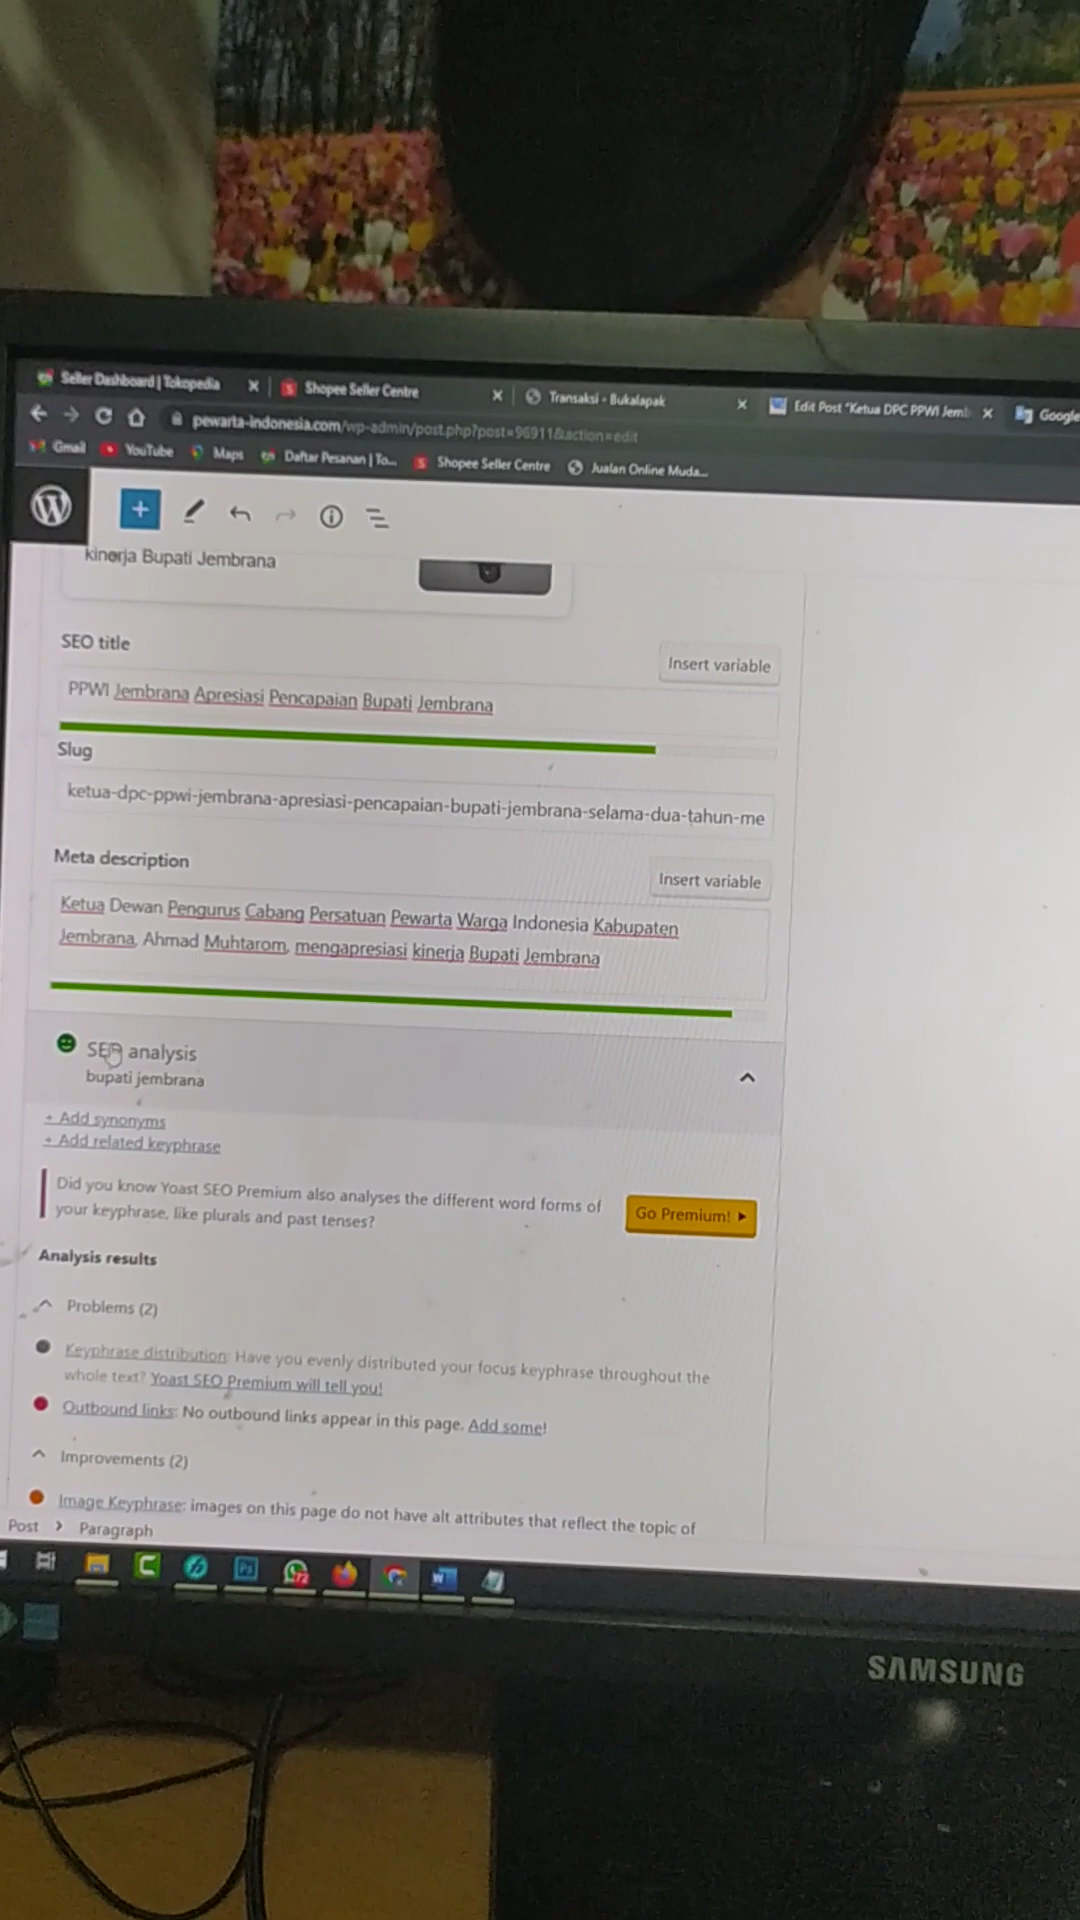 Seller Dashboard | Tokopedia
Shopee Seller Centre
Transaksi - Bukalapak
Edit Post "Ketua DPC PPWI Jemb
Google
pewarta-indonesia.com/wp-admin/post.php?post=96911&action=edit
Gmail
YouTube
Maps
Daftar Pesanan | To...
Shopee Seller Centre
Jualan Online Muda...
kinerja Bupati Jembrana
SEO title
Insert variable
PPWI Jembrana Apresiasi Pencapaian Bupati Jembrana
Slug
ketua-dpc-ppwi-jembrana-apresiasi-pencapaian-bupati-jembrana-selama-dua-tahun-me
Meta description
Insert variable
Ketua Dewan Pengurus Cabang Persatuan Pewarta Warga Indonesia Kabupaten
Jembrana, Ahmad Muhtarom, mengapresiasi kinerja Bupati Jembrana
SEO analysis
bupati jembrana
+ Add synonyms
+ Add related keyphrase
Did you know Yoast SEO Premium also analyses the different word forms of
your keyphrase, like plurals and past tenses?
Go Premium!
Analysis results
Problems (2)
Keyphrase distribution: Have you evenly distributed your focus keyphrase throughout the
whole text? Yoast SEO Premium will tell you!
Outbound links: No outbound links appear in this page. Add some!
Improvements (2)
Image Keyphrase: images on this page do not have alt attributes that reflect the topic of
Post > Paragraph
Ps
72
W
SAMSUNG